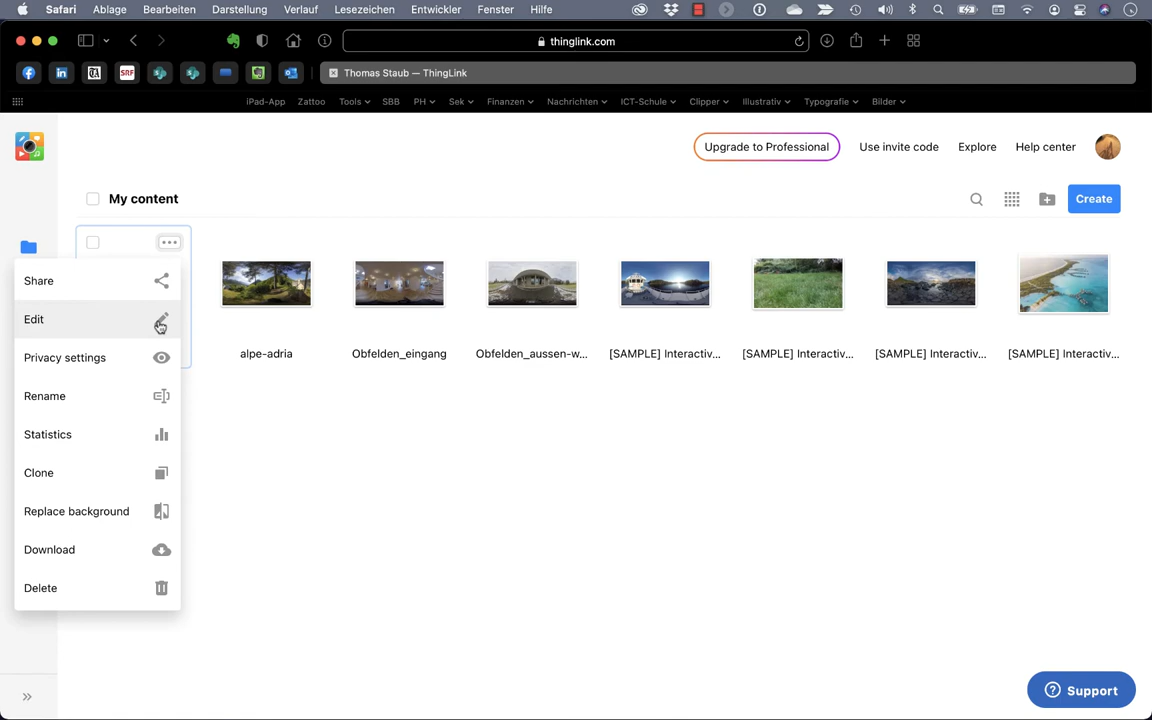 Safari Ablage Bearbeiten Darstellung Verlauf Lesezeichen Entwickler Fenster Hilfe
thinglink.com
Thomas Staub — ThingLink
iPad-App Zattoo Tools SBB PH Sek Finanzen Nachrichten ICT-Schule Clipper Illustrativ Typografie Bilder
Upgrade to Professional Use invite code Explore Help center
My content
Create
Share
Edit
Privacy settings
Rename
Statistics
Clone
Replace background
Download
Delete
alpe-adria Obfelden_eingang Obfelden_aussen-w... [SAMPLE] Interactiv... [SAMPLE] Interactiv... [SAMPLE] Interactiv... [SAMPLE] Interactiv...
Support